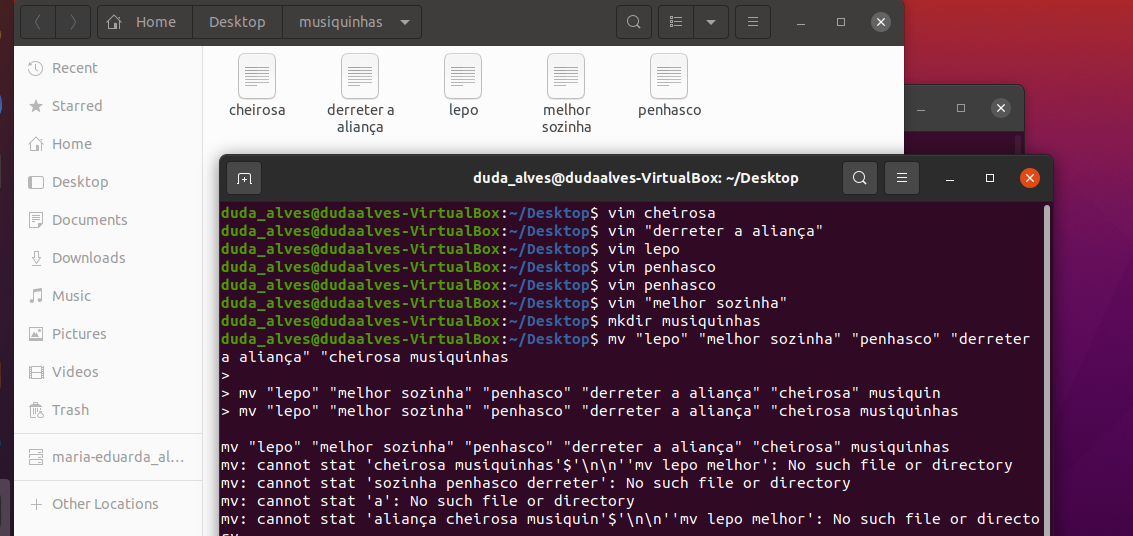 Home Desktop musiquinhas
Recent
Starred
Home
Desktop
Documents
Downloads
Music
Pictures
Videos
Trash
maria-eduarda_al...
Other Locations
cheirosa
derreter a
aliança
lepo
melhor
sozinha
penhasco
duda_alves@dudaalves-VirtualBox: ~/Desktop
duda_alves@dudaalves-VirtualBox:~/Desktop$ vim cheirosa
duda_alves@dudaalves-VirtualBox:~/Desktop$ vim "derreter a aliança"
duda_alves@dudaalves-VirtualBox:~/Desktop$ vim lepo
duda_alves@dudaalves-VirtualBox:~/Desktop$ vim penhasco
duda_alves@dudaalves-VirtualBox:~/Desktop$ vim penhasco
duda_alves@dudaalves-VirtualBox:~/Desktop$ vim "melhor sozinha"
duda_alves@dudaalves-VirtualBox:~/Desktop$ mkdir musiquinhas
duda_alves@dudaalves-VirtualBox:~/Desktop$ mv "lepo" "melhor sozinha" "penhasco" "derreter
a aliança" "cheirosa musiquinhas
>
> mv "lepo" "melhor sozinha" "penhasco" "derreter a aliança" "cheirosa" musiquin
> mv "lepo" "melhor sozinha" "penhasco" "derreter a aliança" "cheirosa musiquinhas
mv "lepo" "melhor sozinha" "penhasco" "derreter a aliança" "cheirosa" musiquinhas
mv: cannot stat 'cheirosa musiquinhas'$'\n\n''mv lepo melhor': No such file or directory
mv: cannot stat 'sozinha penhasco derreter': No such file or directory
mv: cannot stat 'a': No such file or directory
mv: cannot stat 'aliança cheirosa musiquin'$'\n\n''mv lepo melhor': No such file or directo